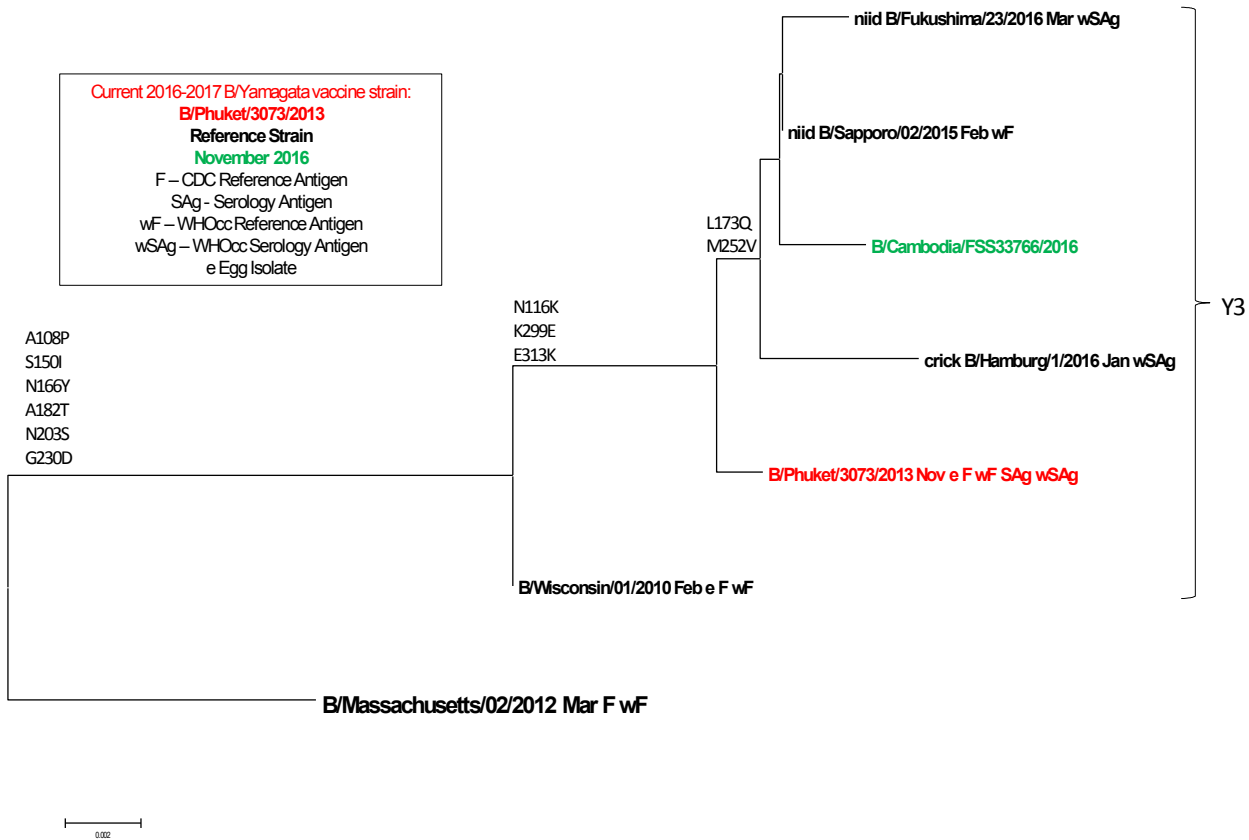 niid B/Fukushima/23/2016 Mar wSAg
Current 2016-2017 B/Yamagata vaccine strain:
B/Phuket/3073/2013
Reference Strain
November 2016
F – CDC Reference Antigen
SAg - Serology Antigen
wF – WHOcc Reference Antigen
wSAg – WHOcc Serology Antigen
e Egg Isolate
niid B/Sapporo/02/2015 Feb wF
L173Q
M252V
B/Cambodia/FSS33766/2016
Y3
N116K
K299E
E313K
A108P
S150I
N166Y
A182T
N203S
G230D
crick B/Hamburg/1/2016 Jan wSAg
B/Phuket/3073/2013 Nov e F wF SAg wSAg
B/Wisconsin/01/2010 Feb e F wF
B/Massachusetts/02/2012 Mar F wF
0.002